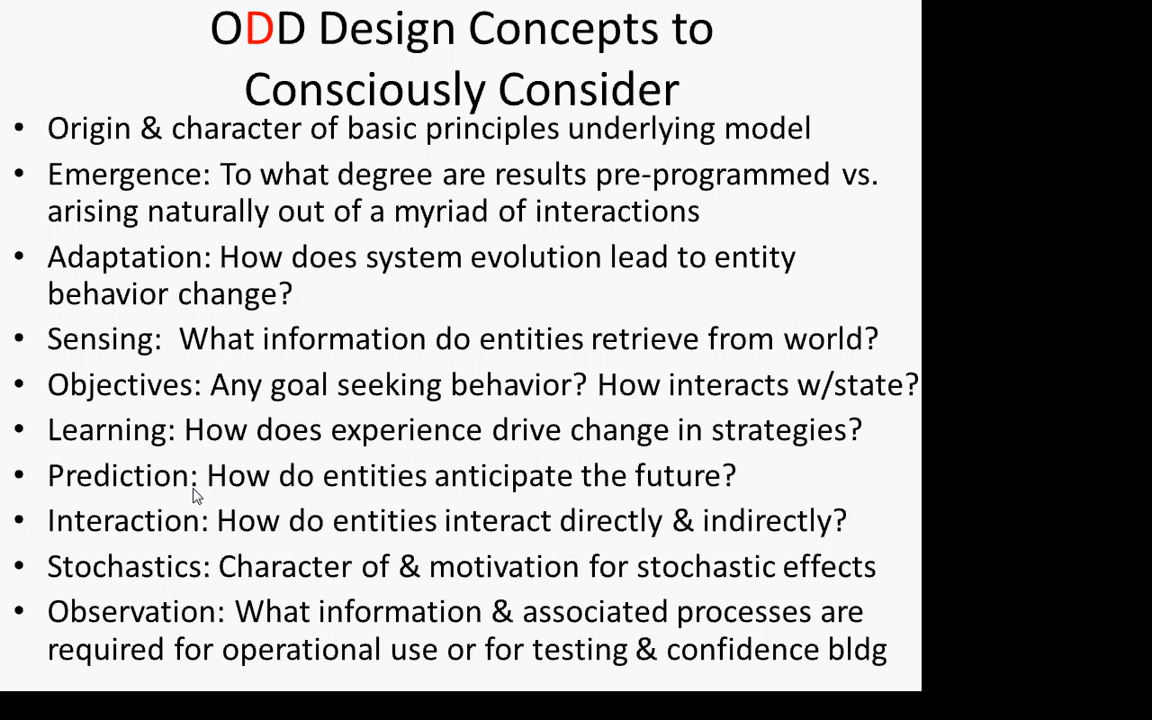 ODD Design Concepts to
Consciously Consider
• Origin & character of basic principles underlying model
• Emergence: To what degree are results pre-programmed vs.
arising naturally out of a myriad of interactions
• Adaptation: How does system evolution lead to entity
behavior change?
• Sensing:  What information do entities retrieve from world?
• Objectives: Any goal seeking behavior? How interacts w/state?
• Learning: How does experience drive change in strategies?
• Prediction: How do entities anticipate the future?
• Interaction: How do entities interact directly & indirectly?
• Stochastics: Character of & motivation for stochastic effects
• Observation: What information & associated processes are
required for operational use or for testing & confidence bldg